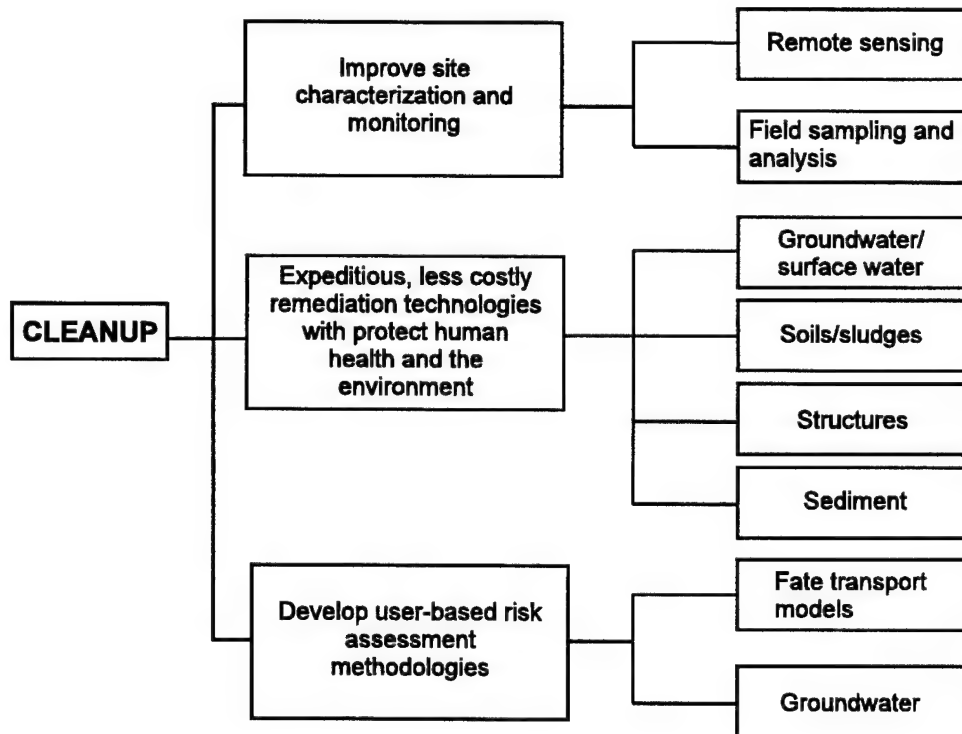 CLEANUP
Improve site
characterization and
monitoring
Remote sensing
Field sampling and
analysis
Expeditious, less costly
remediation technologies
with protect human
health and the
environment
Groundwater/
surface water
Soils/sludges
Structures
Sediment
Develop user-based risk
assessment
methodologies
Fate transport
models
Groundwater